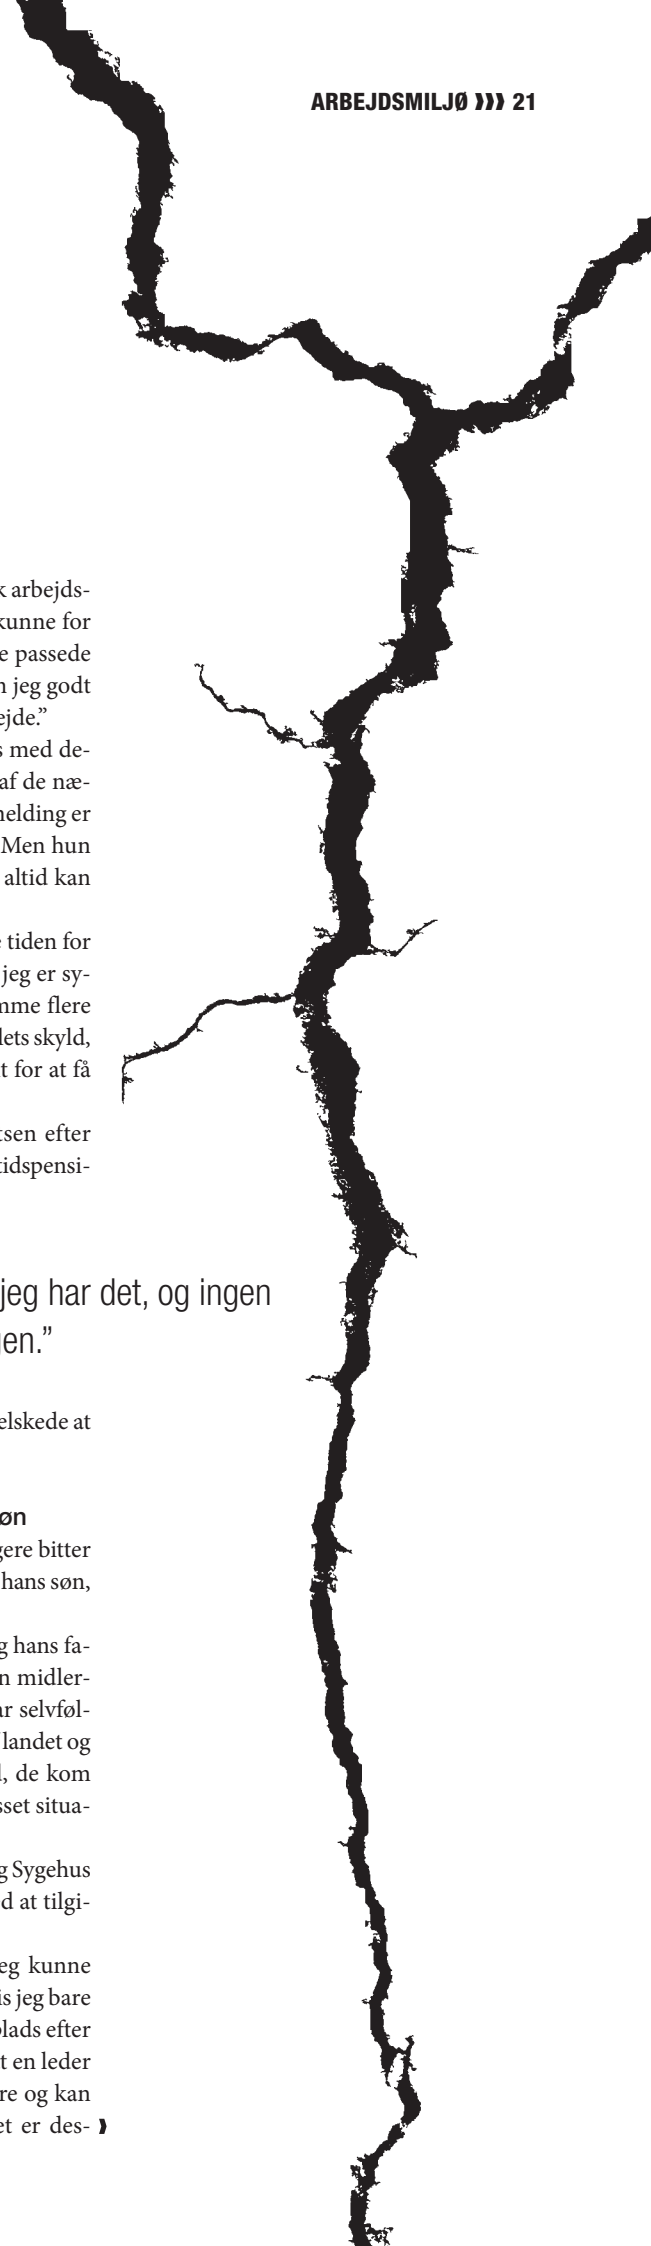 ARBEJDSMILJØ ⟫⟫⟫ 21
k arbejds-
kunne for
e passede
n jeg godt
ejde.”
s med de-
af de næ-
melding er
Men hun
altid kan
e tiden for
jeg er sy-
mme flere
lets skyld,
t for at få
tsen efter
tidspensi-
jeg har det, og ingen
gen.”
elskede at
øn
gere bitter
hans søn,
g hans fa-
n midler-
ar selvføl-
landet og
d, de kom
sset situa-
g Sygehus
d at tilgi-
eg kunne
is jeg bare
plads efter
t en leder
re og kan
et er des- ⟫